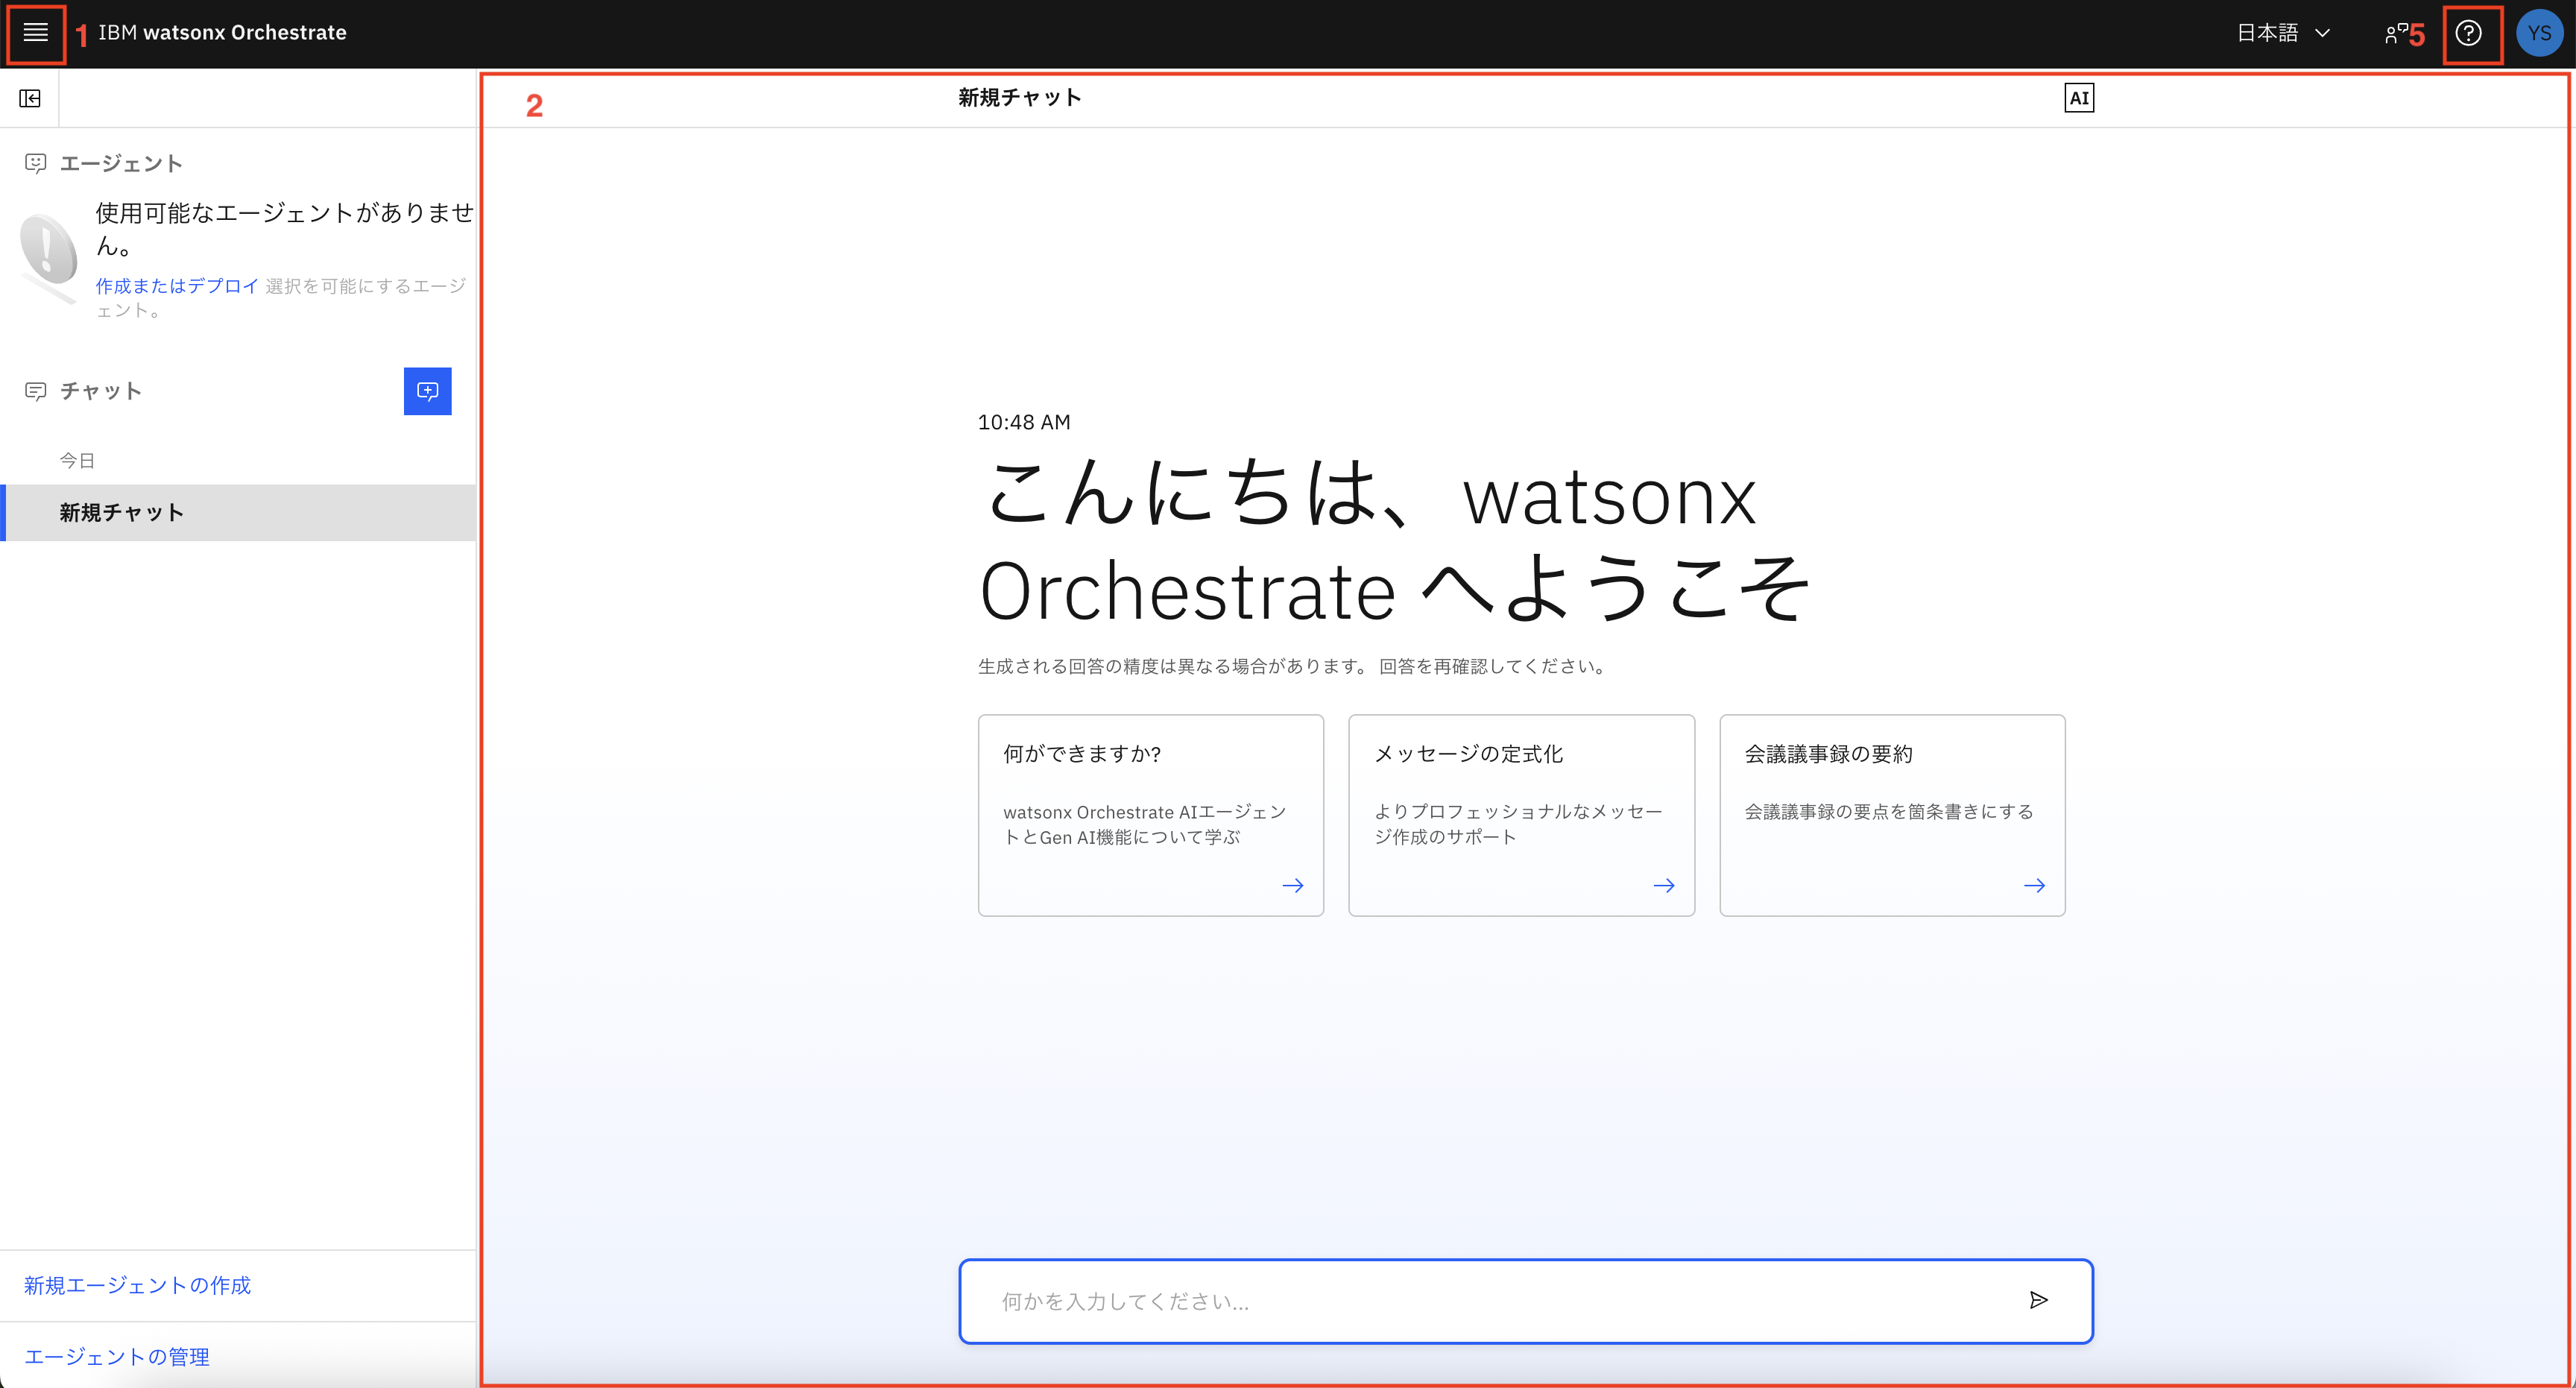 1 IBM watsonx Orchestrate
日本語
5
?
YS
2
新規チャット
AI
エージェント
使用可能なエージェントがありませ
ん。
作成またはデプロイ 選択を可能にするエージ
ェント。
チャット
今日
新規チャット
新規エージェントの作成
エージェントの管理
10:48 AM
こんにちは、watsonx
Orchestrate へようこそ
生成される回答の精度は異なる場合があります。 回答を再確認してください。
何ができますか?
watsonx Orchestrate AIエージェン
トとGen AI機能について学ぶ
メッセージの定式化
よりプロフェッショナルなメッセー
ジ作成のサポート
会議議事録の要約
会議議事録の要点を箇条書きにする
何かを入力してください...